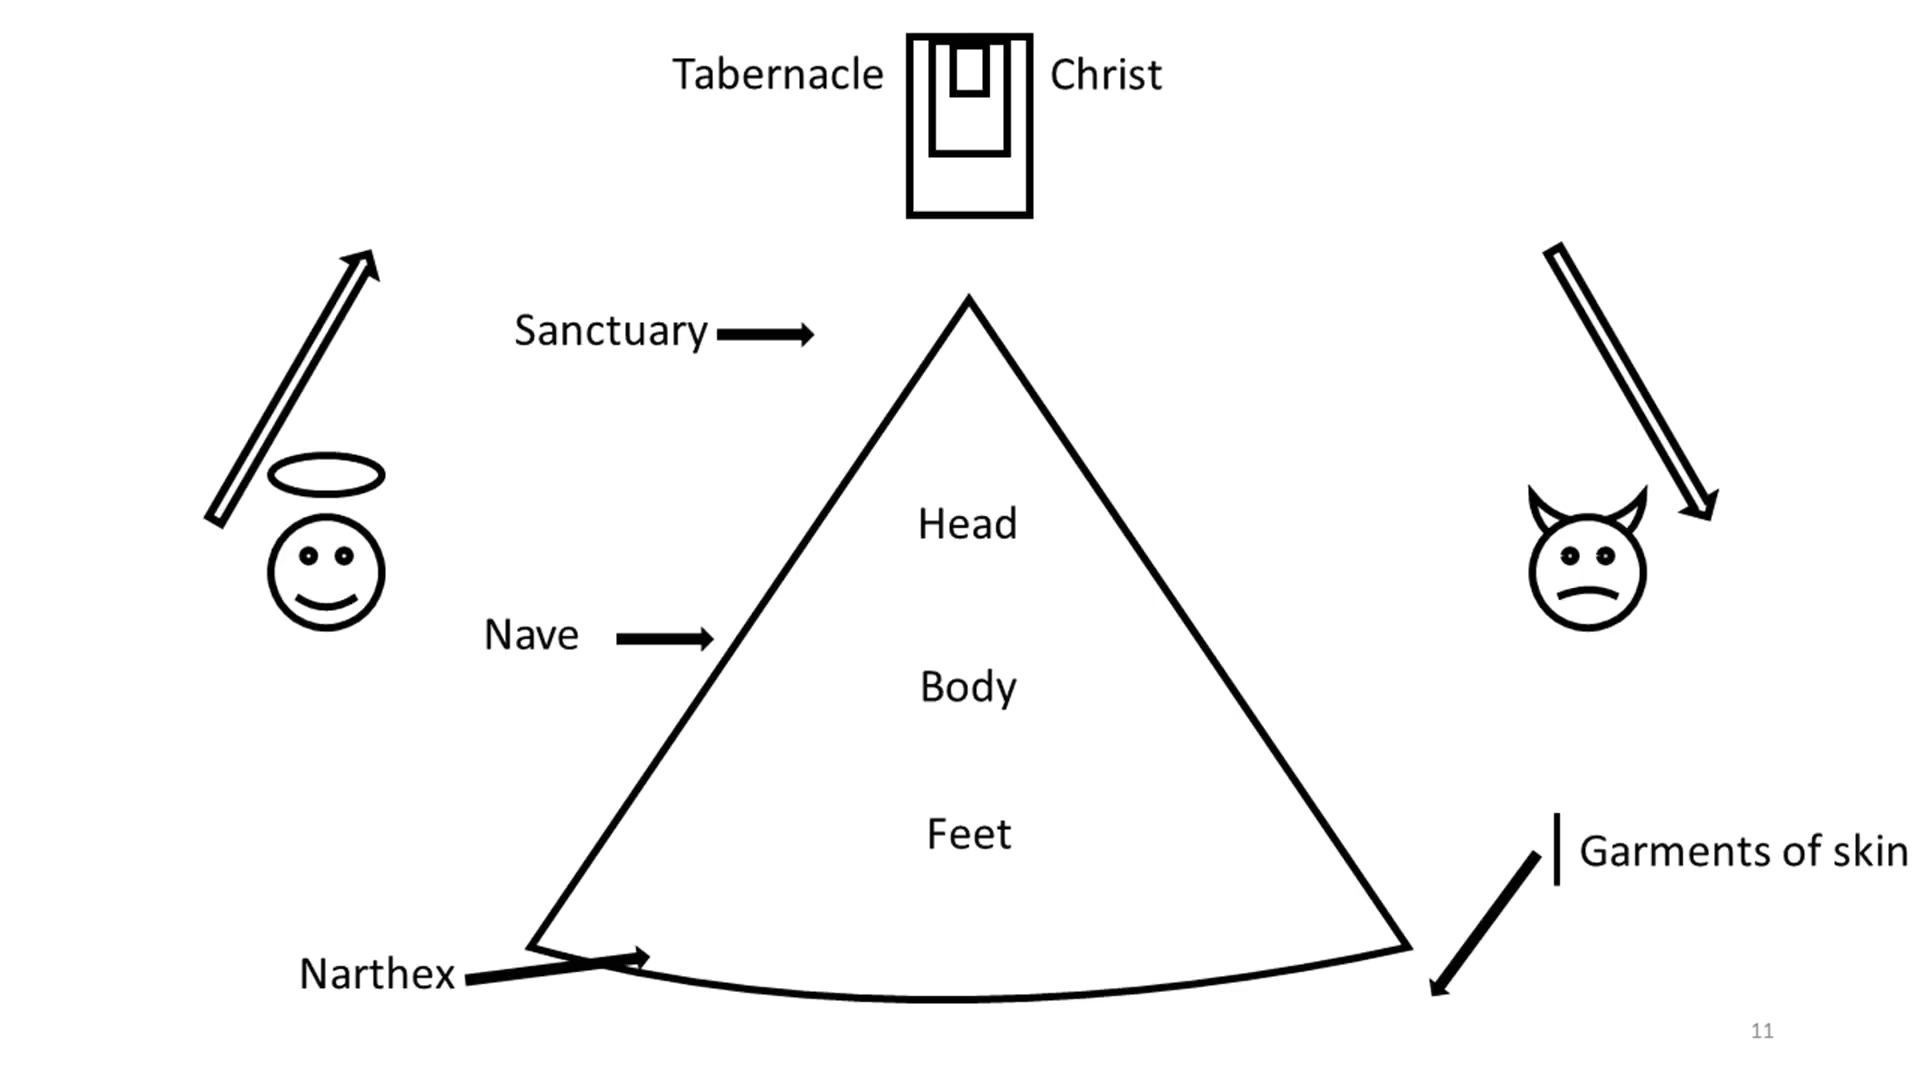 Tabernacle
Christ
Sanctuary
Head
Nave
Body
Feet
Garments of skin
Narthex
11